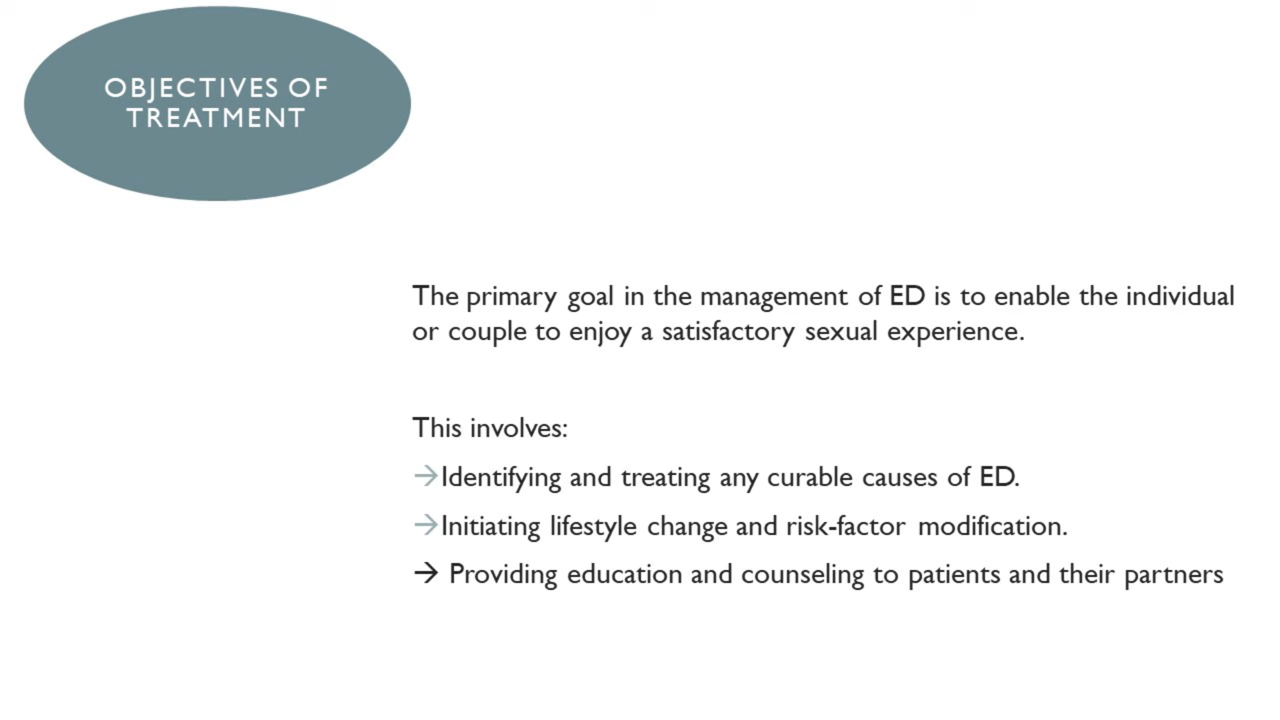 OBJECTIVES OF
TREATMENT
The primary goal in the management of ED is to enable the individual
or couple to enjoy a satisfactory sexual experience.
This involves:
→Identifying and treating any curable causes of ED.
→Initiating lifestyle change and risk-factor modification.
→ Providing education and counseling to patients and their partners